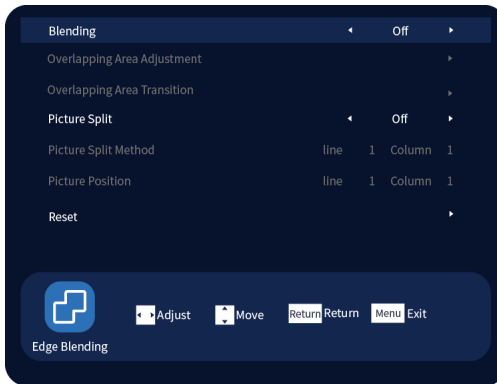 Blending Off
Overlapping Area Adjustment
Overlapping Area Transition
Picture Split Off
Picture Split Method line 1 Column 1
Picture Position line 1 Column 1
Reset
Adjust Move Return Return Menu Exit
Edge Blending